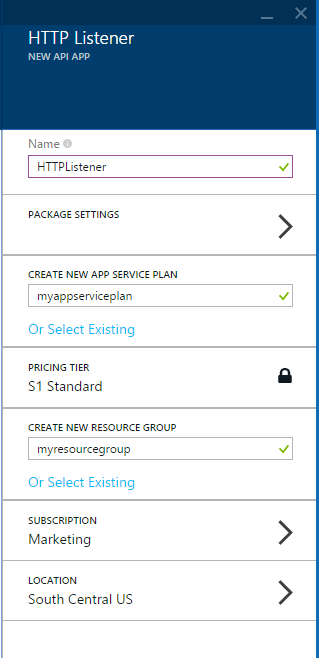 HTTP Listener
NEW API APP
Name
HTTPListener
PACKAGE SETTINGS
CREATE NEW APP SERVICE PLAN
myappserviceplan
Or Select Existing
PRICING TIER
S1 Standard
CREATE NEW RESOURCE GROUP
myresourcegroup
Or Select Existing
SUBSCRIPTION
Marketing
LOCATION
South Central US